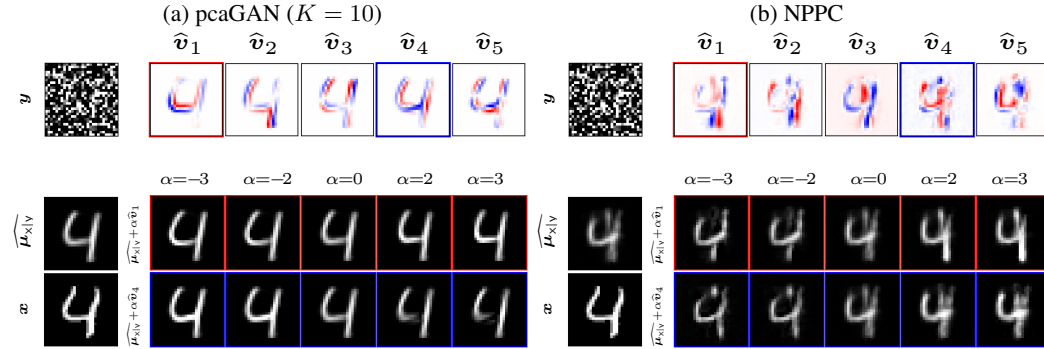 (a) pcaGAN (K = 10)
v̂₁ v̂₂ v̂₃ v̂₄ v̂₅
y
α=−3 α=−2 α=0 α=2 α=3
μ̂ₓ|ᵧ
μ̂ₓ|ᵧ+αv̂₁
x
μ̂ₓ|ᵧ+αv̂₄
(b) NPPC
v̂₁ v̂₂ v̂₃ v̂₄ v̂₅
y
α=−3 α=−2 α=0 α=2 α=3
μ̂ₓ|ᵧ
μ̂ₓ|ᵧ+αv̂₁
x
μ̂ₓ|ᵧ+αv̂₄